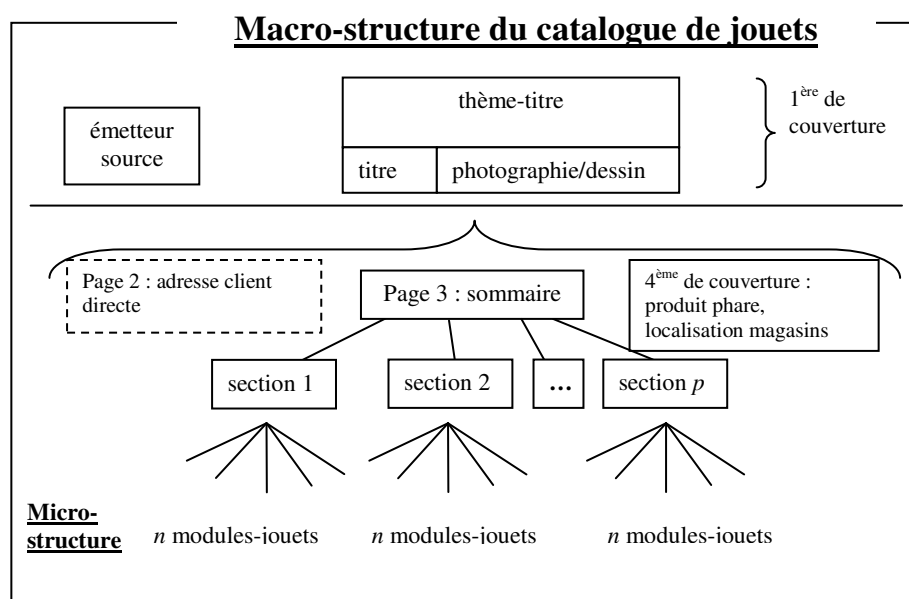 Macro-structure du catalogue de jouets
émetteur
source
thème-titre
titre
photographie/dessin
1ère de
couverture
Page 2 : adresse client
directe
Page 3 : sommaire
4ème de couverture :
produit phare,
localisation magasins
section 1
section 2
...
section p
Micro-
structure
n modules-jouets
n modules-jouets
n modules-jouets